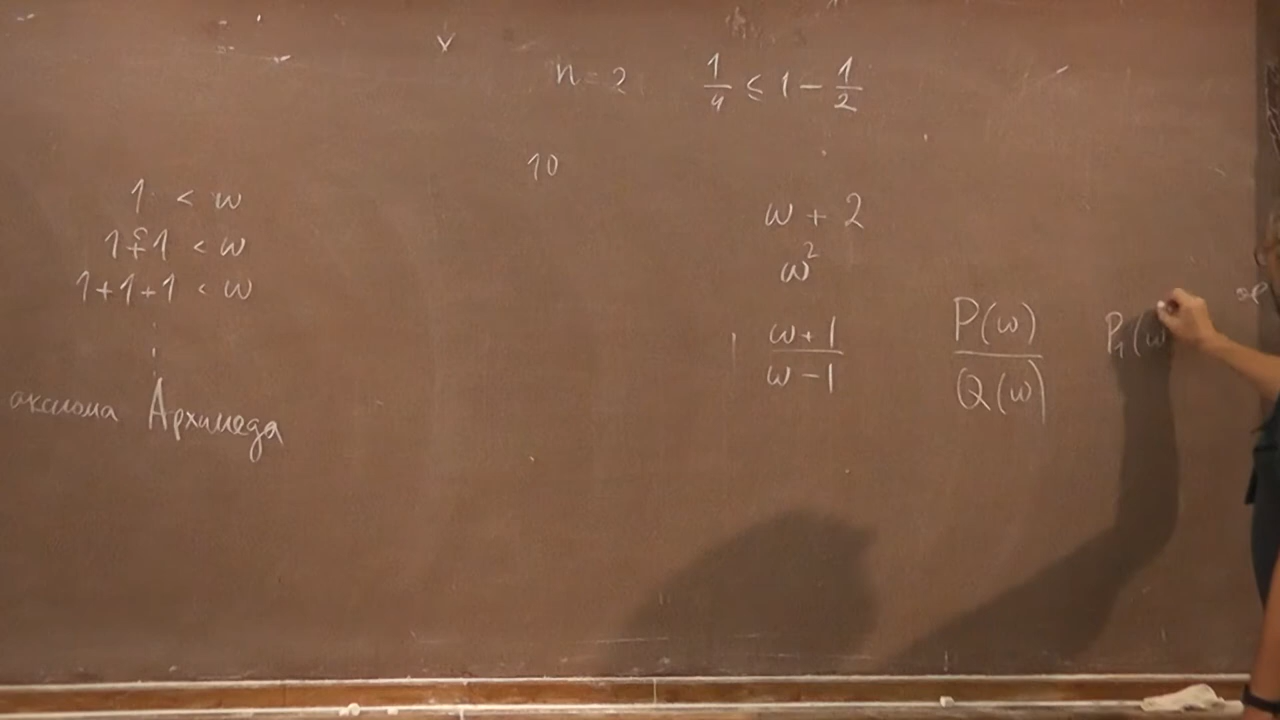 n = 2 1/4 ≤ 1 − 1/2
10
1 < ω
1+1 < ω
1+1+1 < ω
аксиома Архимеда
ω + 2
ω²
ω+1 / ω−1
P(ω) / Q(ω)
P₁(ω